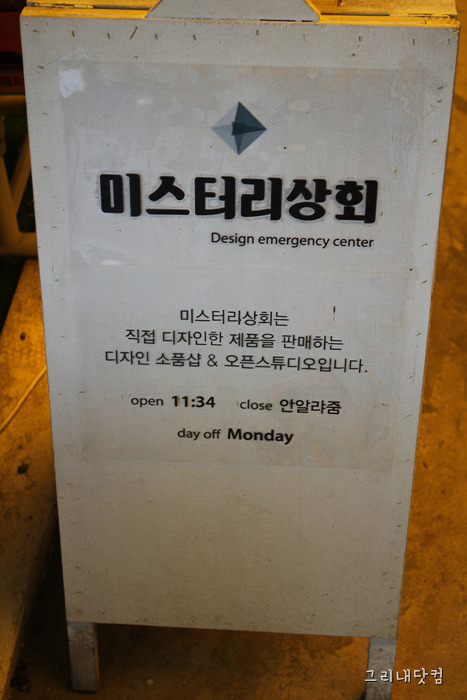 미스터리상회
Design emergency center
미스터리상회는
직접 디자인한 제품을 판매하는
디자인 소품샵 & 오픈스튜디오입니다.
open 11:34 close 안알랴줌
day off Monday
그리내닷컴